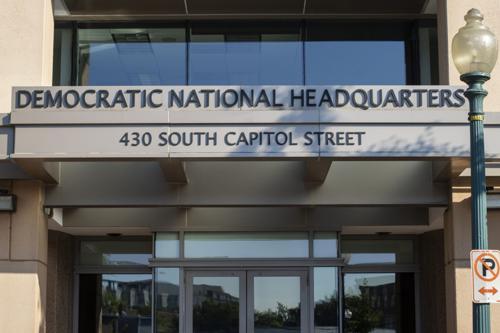 DEMOCRATIC NATIONAL HEADQUARTERS
430 SOUTH CAPITOL STREET
P